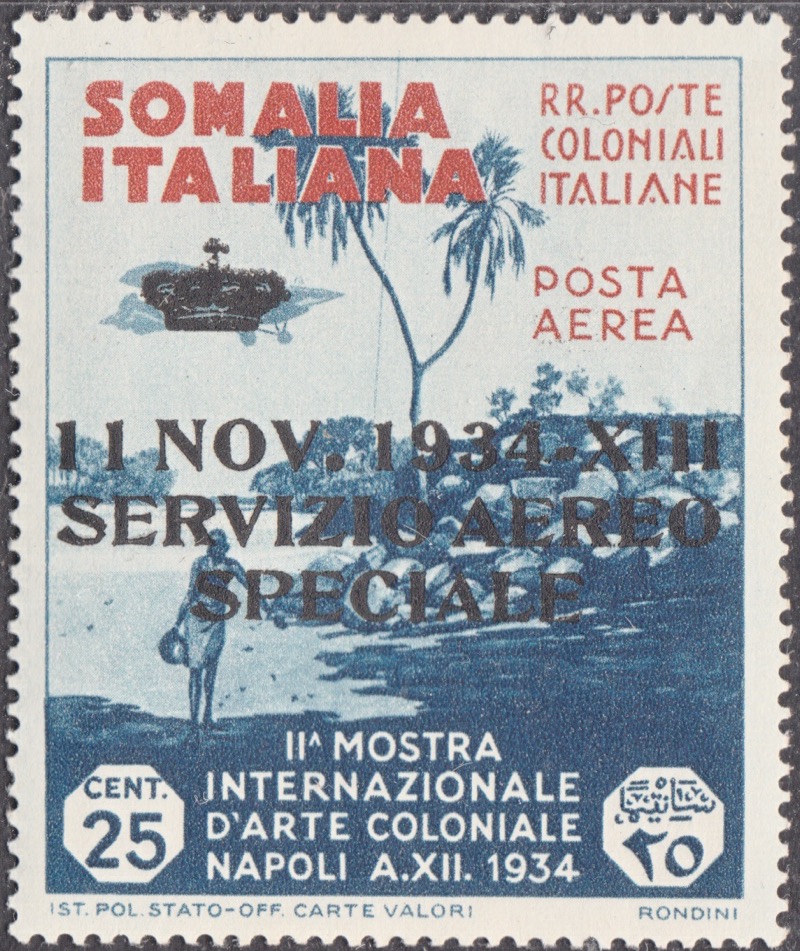 SOMALIA
ITALIANA
RR. POSTE
COLONIALI
ITALIANE
POSTA
AEREA
11 NOV. 1934-XIII
SERVIZIO AEREO
SPECIALE
IIᴬ MOSTRA
INTERNAZIONALE
D'ARTE COLONIALE
NAPOLI A.XII. 1934
CENT.
25
٢٥
IST. POL. STATO-OFF. CARTE VALORI
RONDINI